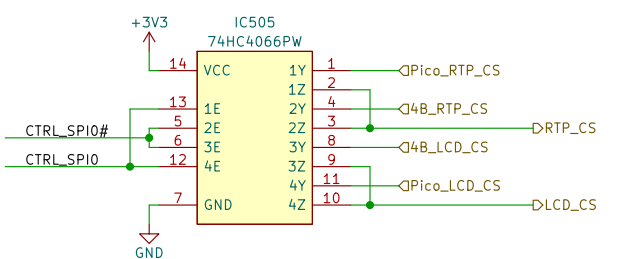 +3V3
IC505
74HC4066PW
14 VCC 1Y 1 Pico_RTP_CS
1Z 2
13 1E 2Y 4 4B_RTP_CS
5 2E 2Z 3 RTP_CS
CTRL_SPI0#
6 3E 3Y 8 4B_LCD_CS
CTRL_SPI0 12 4E 3Z 9
4Y 11 Pico_LCD_CS
7 GND 4Z 10 LCD_CS
GND